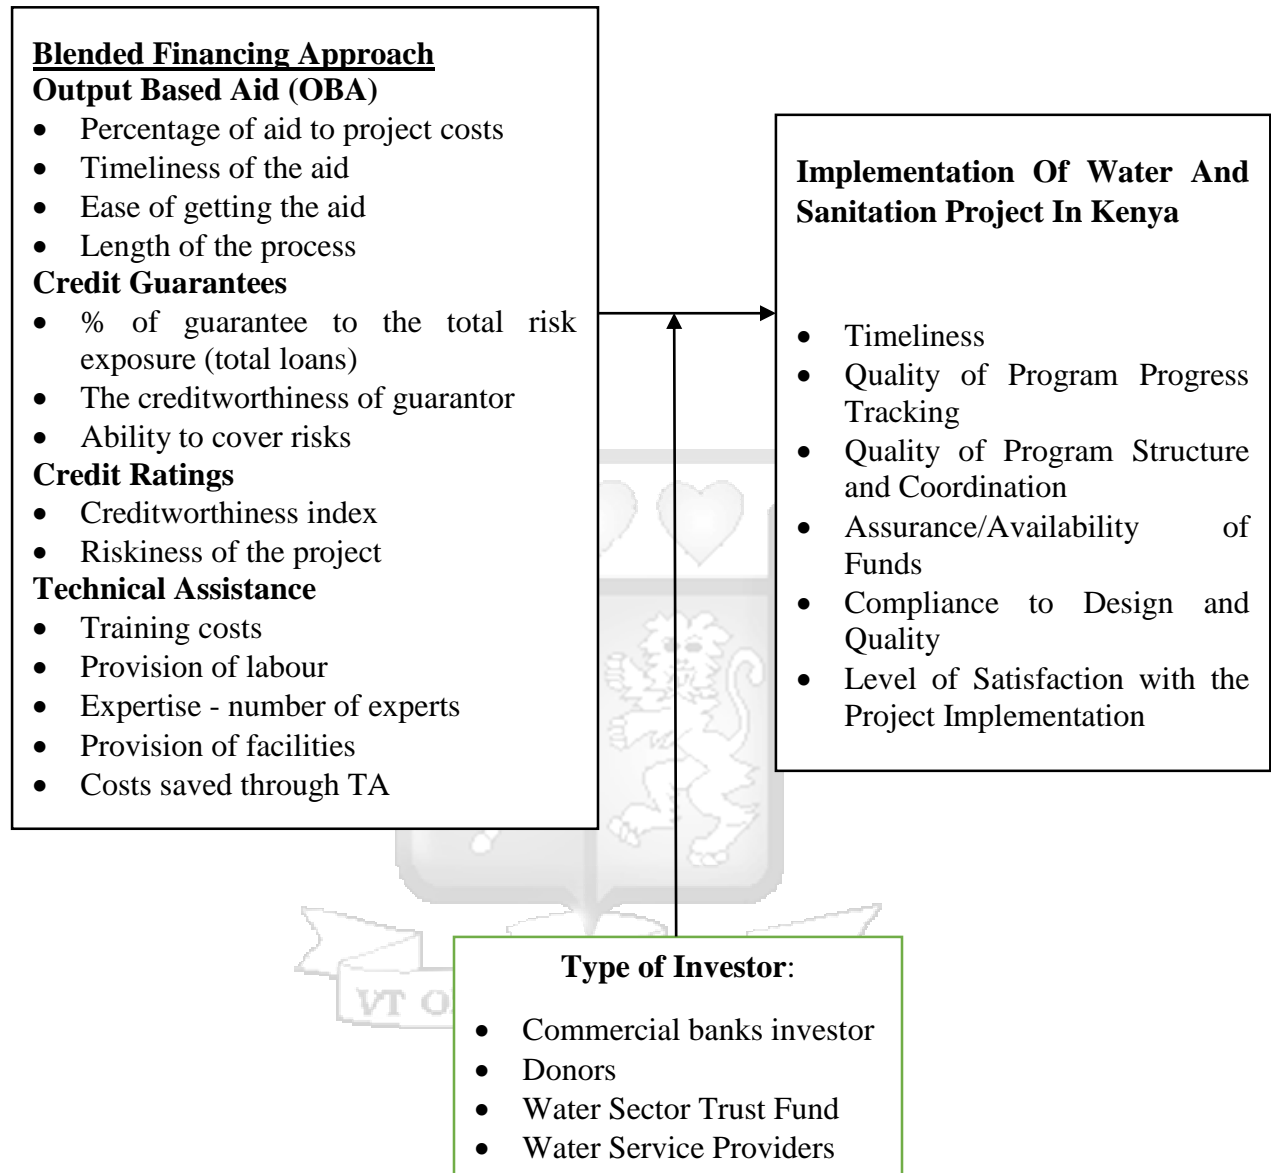 Blended Financing Approach
Output Based Aid (OBA)
• Percentage of aid to project costs
• Timeliness of the aid
• Ease of getting the aid
• Length of the process
Credit Guarantees
• % of guarantee to the total risk
exposure (total loans)
• The creditworthiness of guarantor
• Ability to cover risks
Credit Ratings
• Creditworthiness index
• Riskiness of the project
Technical Assistance
• Training costs
• Provision of labour
• Expertise - number of experts
• Provision of facilities
• Costs saved through TA
Implementation Of Water And
Sanitation Project In Kenya
• Timeliness
• Quality of Program Progress
Tracking
• Quality of Program Structure
and Coordination
• Assurance/Availability of
Funds
• Compliance to Design and
Quality
• Level of Satisfaction with the
Project Implementation
Type of Investor:
• Commercial banks investor
• Donors
• Water Sector Trust Fund
• Water Service Providers
VT